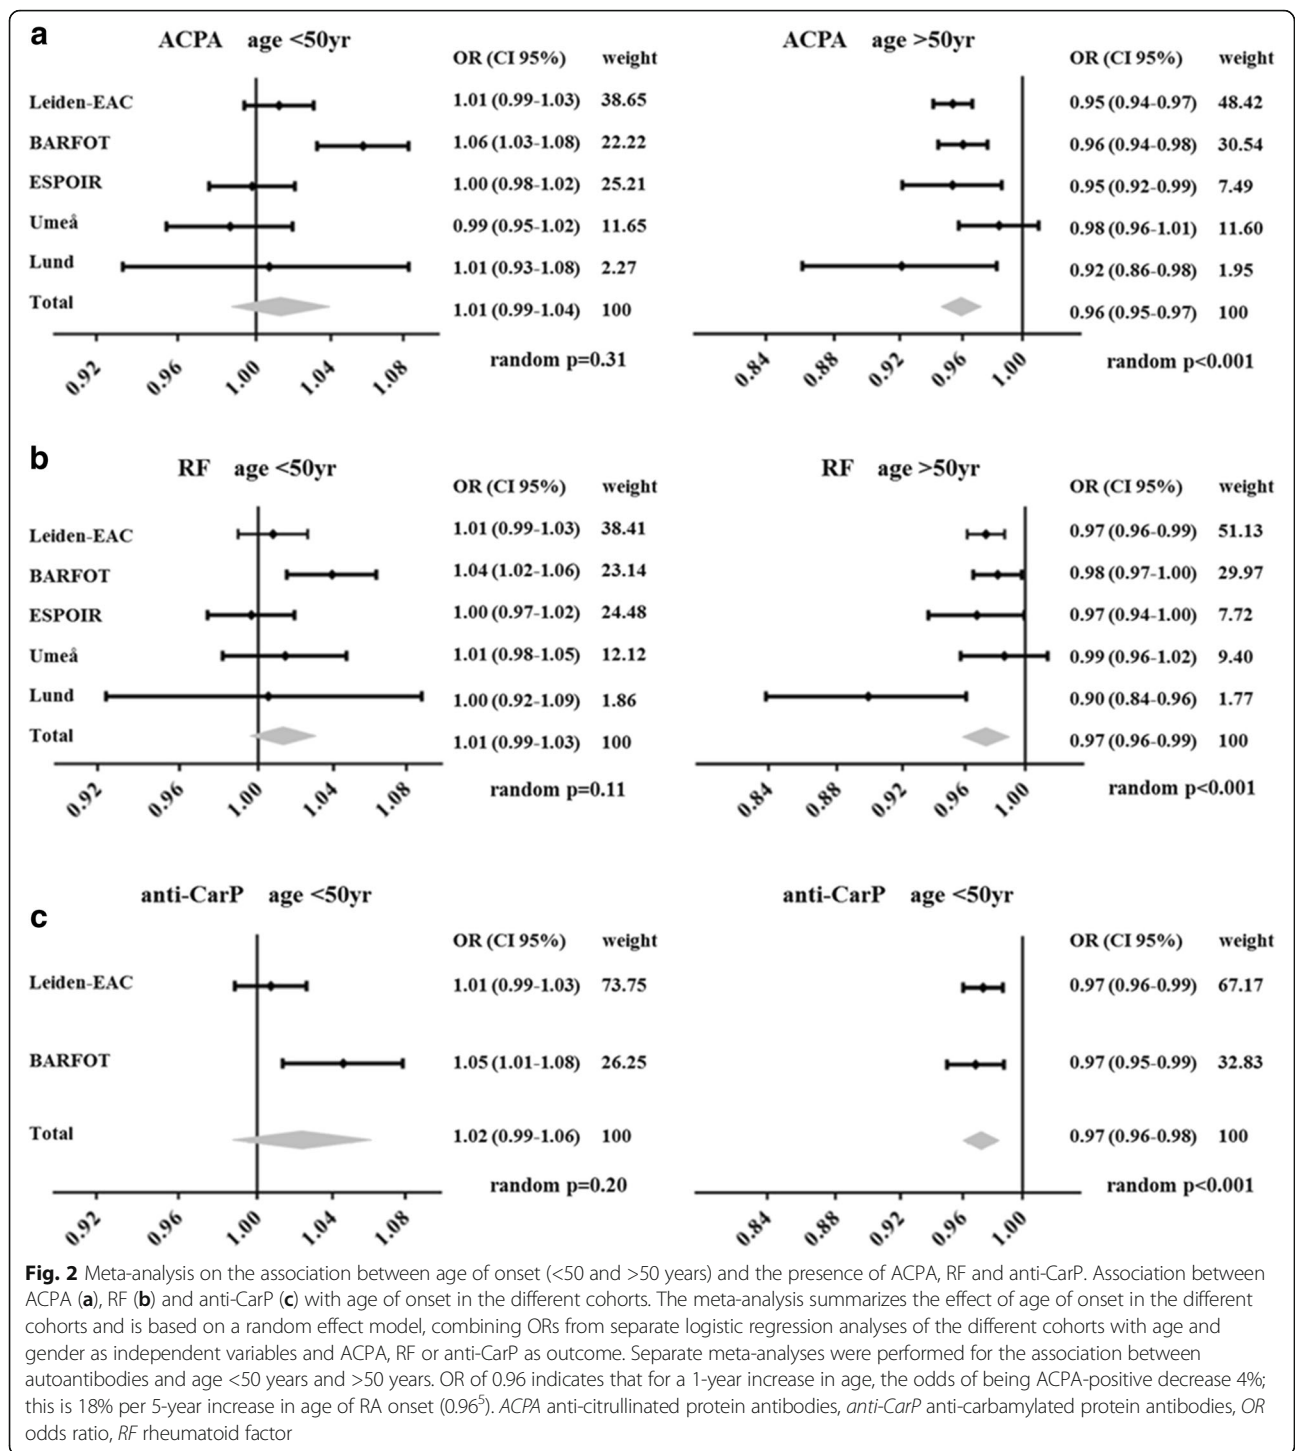 a
ACPA age <50yr
OR (CI 95%) weight
Leiden-EAC 1.01 (0.99-1.03) 38.65
BARFOT 1.06 (1.03-1.08) 22.22
ESPOIR 1.00 (0.98-1.02) 25.21
Umeå 0.99 (0.95-1.02) 11.65
Lund 1.01 (0.93-1.08) 2.27
Total 1.01 (0.99-1.04) 100
random p=0.31
0.92 0.96 1.00 1.04 1.08
ACPA age >50yr
OR (CI 95%) weight
0.95 (0.94-0.97) 48.42
0.96 (0.94-0.98) 30.54
0.95 (0.92-0.99) 7.49
0.98 (0.96-1.01) 11.60
0.92 (0.86-0.98) 1.95
0.96 (0.95-0.97) 100
random p<0.001
0.84 0.88 0.92 0.96 1.00
b
RF age <50yr
OR (CI 95%) weight
Leiden-EAC 1.01 (0.99-1.03) 38.41
BARFOT 1.04 (1.02-1.06) 23.14
ESPOIR 1.00 (0.97-1.02) 24.48
Umeå 1.01 (0.98-1.05) 12.12
Lund 1.00 (0.92-1.09) 1.86
Total 1.01 (0.99-1.03) 100
random p=0.11
0.92 0.96 1.00 1.04 1.08
RF age >50yr
OR (CI 95%) weight
0.97 (0.96-0.99) 51.13
0.98 (0.97-1.00) 29.97
0.97 (0.94-1.00) 7.72
0.99 (0.96-1.02) 9.40
0.90 (0.84-0.96) 1.77
0.97 (0.96-0.99) 100
random p<0.001
0.84 0.88 0.92 0.96 1.00
c
anti-CarP age <50yr
OR (CI 95%) weight
Leiden-EAC 1.01 (0.99-1.03) 73.75
BARFOT 1.05 (1.01-1.08) 26.25
Total 1.02 (0.99-1.06) 100
random p=0.20
0.92 0.96 1.00 1.04 1.08
anti-CarP age <50yr
OR (CI 95%) weight
0.97 (0.96-0.99) 67.17
0.97 (0.95-0.99) 32.83
0.97 (0.96-0.98) 100
random p<0.001
0.84 0.88 0.92 0.96 1.00
Fig. 2 Meta-analysis on the association between age of onset (<50 and >50 years) and the presence of ACPA, RF and anti-CarP. Association between
ACPA (a), RF (b) and anti-CarP (c) with age of onset in the different cohorts. The meta-analysis summarizes the effect of age of onset in the different
cohorts and is based on a random effect model, combining ORs from separate logistic regression analyses of the different cohorts with age and
gender as independent variables and ACPA, RF or anti-CarP as outcome. Separate meta-analyses were performed for the association between
autoantibodies and age <50 years and >50 years. OR of 0.96 indicates that for a 1-year increase in age, the odds of being ACPA-positive decrease 4%;
this is 18% per 5-year increase in age of RA onset (0.96⁵). ACPA anti-citrullinated protein antibodies, anti-CarP anti-carbamylated protein antibodies, OR
odds ratio, RF rheumatoid factor